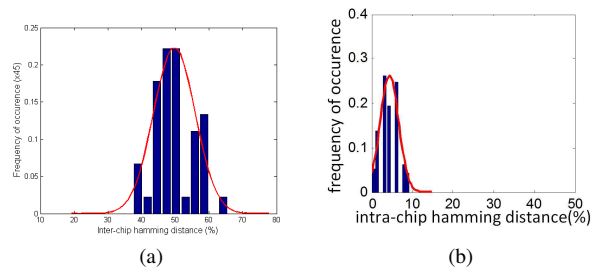 0.25
0.2
0.15
0.1
0.05
0
10 20 30 40 50 60 70 80
Frequency of occurence (x45)
Inter-chip hamming distance (%)
(a)
0.4
0.3
0.2
0.1
0
0 10 20 30 40 50
frequency of occurence
intra-chip hamming distance(%)
(b)